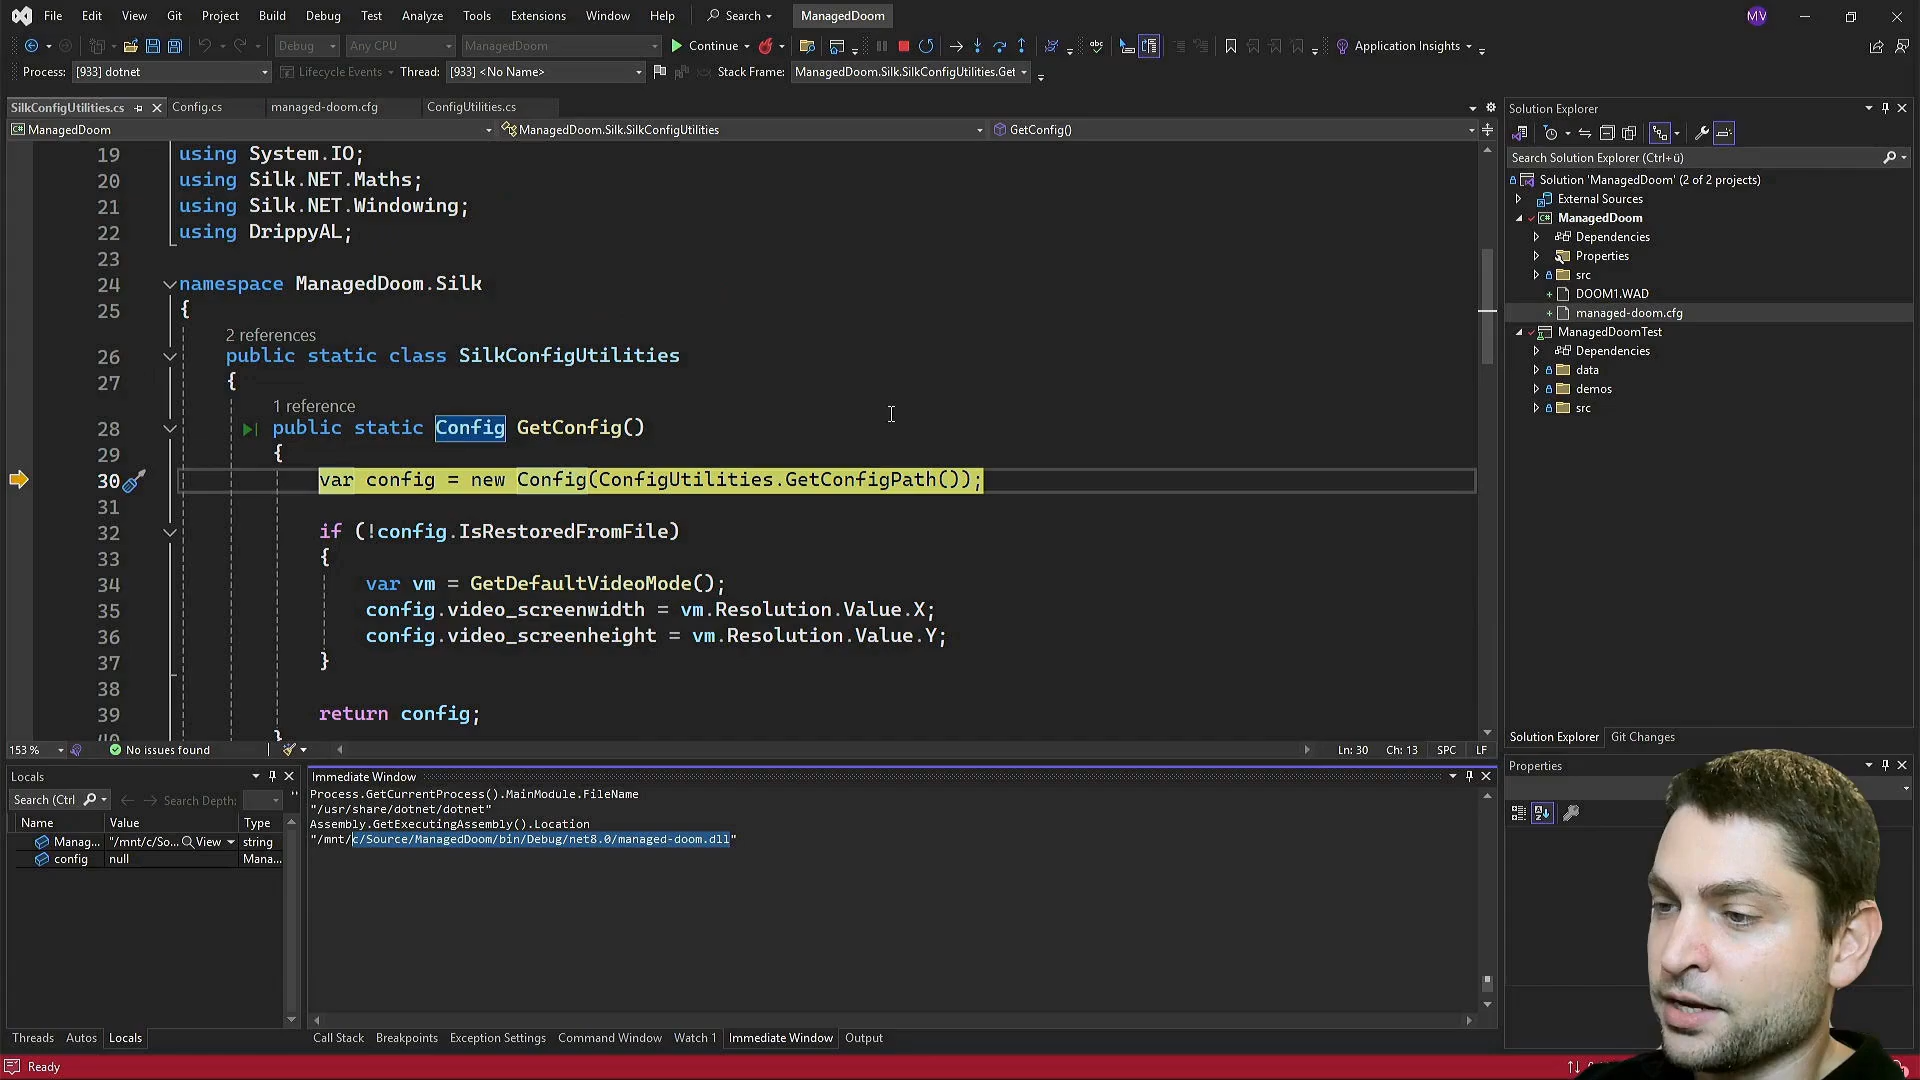 File Edit View Git Project Build Debug Test Analyze Tools Extensions Window Help Search ManagedDoom MV
Debug Any CPU ManagedDoom Continue Application Insights
Process: [933] dotnet Lifecycle Events Thread: [933] <No Name> Stack Frame: ManagedDoom.Silk.SilkConfigUtilities.Get
SilkConfigUtilities.cs Config.cs managed-doom.cfg ConfigUtilities.cs
ManagedDoom ManagedDoom.Silk.SilkConfigUtilities GetConfig()
19 using System.IO;
20 using Silk.NET.Maths;
21 using Silk.NET.Windowing;
22 using DrippyAL;
23
24 namespace ManagedDoom.Silk
25 {
2 references
26 public static class SilkConfigUtilities
27 {
1 reference
28 public static Config GetConfig()
29 {
30 var config = new Config(ConfigUtilities.GetConfigPath());
31
32 if (!config.IsRestoredFromFile)
33 {
34 var vm = GetDefaultVideoMode();
35 config.video_screenwidth = vm.Resolution.Value.X;
36 config.video_screenheight = vm.Resolution.Value.Y;
37 }
38
39 return config;
40 }
153 % No issues found Ln: 30 Ch: 13 SPC LF
Solution Explorer
Search Solution Explorer (Ctrl+ü)
Solution 'ManagedDoom' (2 of 2 projects)
External Sources
ManagedDoom
Dependencies
Properties
src
DOOM1.WAD
managed-doom.cfg
ManagedDoomTest
Dependencies
data
demos
src
Solution Explorer Git Changes
Properties
Locals
Search (Ctrl Search Depth:
Name Value Type
Manag... "/mnt/c/So... View string
config null Mana...
Threads Autos Locals
Immediate Window
Process.GetCurrentProcess().MainModule.FileName
"/usr/share/dotnet/dotnet"
Assembly.GetExecutingAssembly().Location
"/mnt/c/Source/ManagedDoom/bin/Debug/net8.0/managed-doom.dll"
Call Stack Breakpoints Exception Settings Command Window Watch 1 Immediate Window Output
Ready